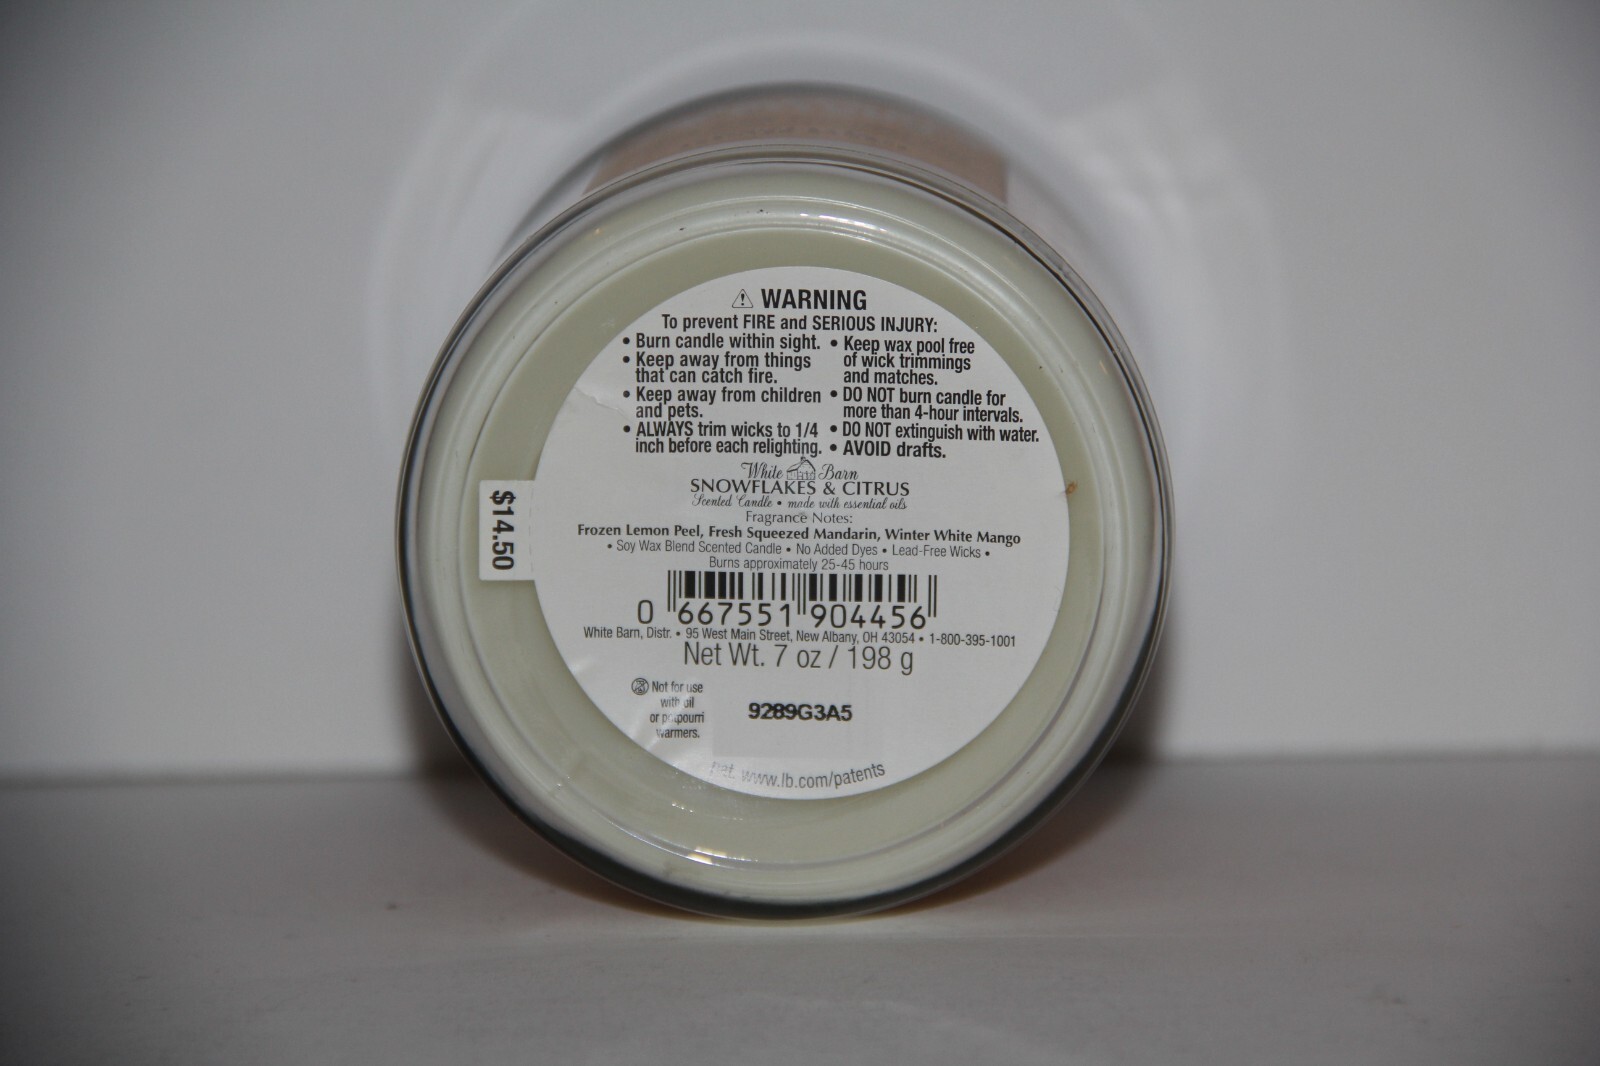 ⚠ WARNING
To prevent FIRE and SERIOUS INJURY:
• Burn candle within sight.
• Keep away from things
that can catch fire.
• Keep away from children
and pets.
• ALWAYS trim wicks to 1/4
inch before each relighting.
• Keep wax pool free
of wick trimmings
and matches.
• DO NOT burn candle for
more than 4-hour intervals.
• DO NOT extinguish with water.
• AVOID drafts.
White Barn
SNOWFLAKES & CITRUS
Scented Candle • made with essential oils
Fragrance Notes:
Frozen Lemon Peel, Fresh Squeezed Mandarin, Winter White Mango
• Soy Wax Blend Scented Candle • No Added Dyes • Lead-Free Wicks •
Burns approximately 25-45 hours
$14.50
0 667551 904456
White Barn, Distr. • 95 West Main Street, New Albany, OH 43054 • 1-800-395-1001
Net Wt. 7 oz / 198 g
Not for use
with oil
or potpourri
warmers.
9289G3A5
Pat. www.lb.com/patents